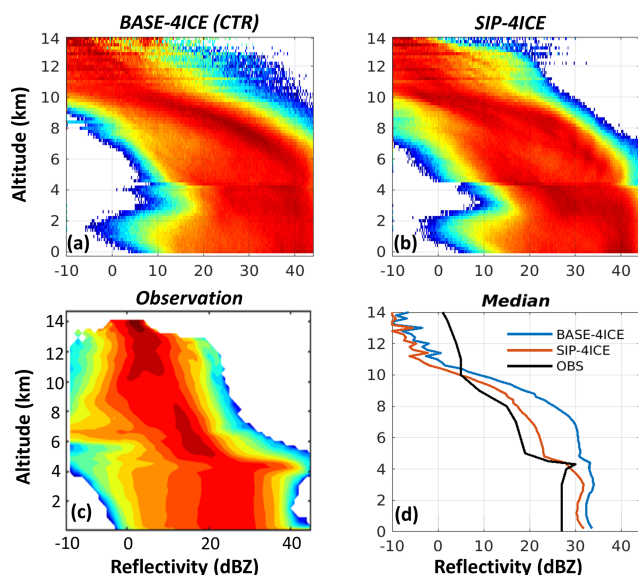 BASE-4ICE (CTR)
SIP-4ICE
14
12
10
8
6
4
2
0
Altitude (km)
(a)
-10 0 10 20 30 40
14
12
10
8
6
4
2
0
(b)
-10 0 10 20 30 40
Observation
Median
14
12
10
8
6
4
2
Altitude (km)
(c)
-10 0 10 20 30 40
Reflectivity (dBZ)
14
12
10
8
6
4
2
0
BASE-4ICE
SIP-4ICE
OBS
(d)
-10 0 10 20 30 40
Reflectivity (dBZ)